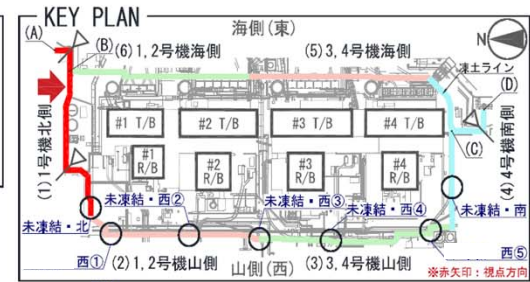 KEY PLAN
海側(東)
N
(A)
(B)
(6)1,2号機海側
(5)3,4号機海側
凍土ライン
(D)
#1 T/B
#2 T/B
#3 T/B
#4 T/B
(1)1号機北側
#1
R/B
#2
R/B
#3
R/B
#4
R/B
(C)
(4)4号機南側
未凍結・北
未凍結・西②
未凍結・西③
未凍結・西④
未凍結・南
西①
(2)1,2号機山側
(3)3,4号機山側
西⑤
山側(西)
※赤矢印:視点方向